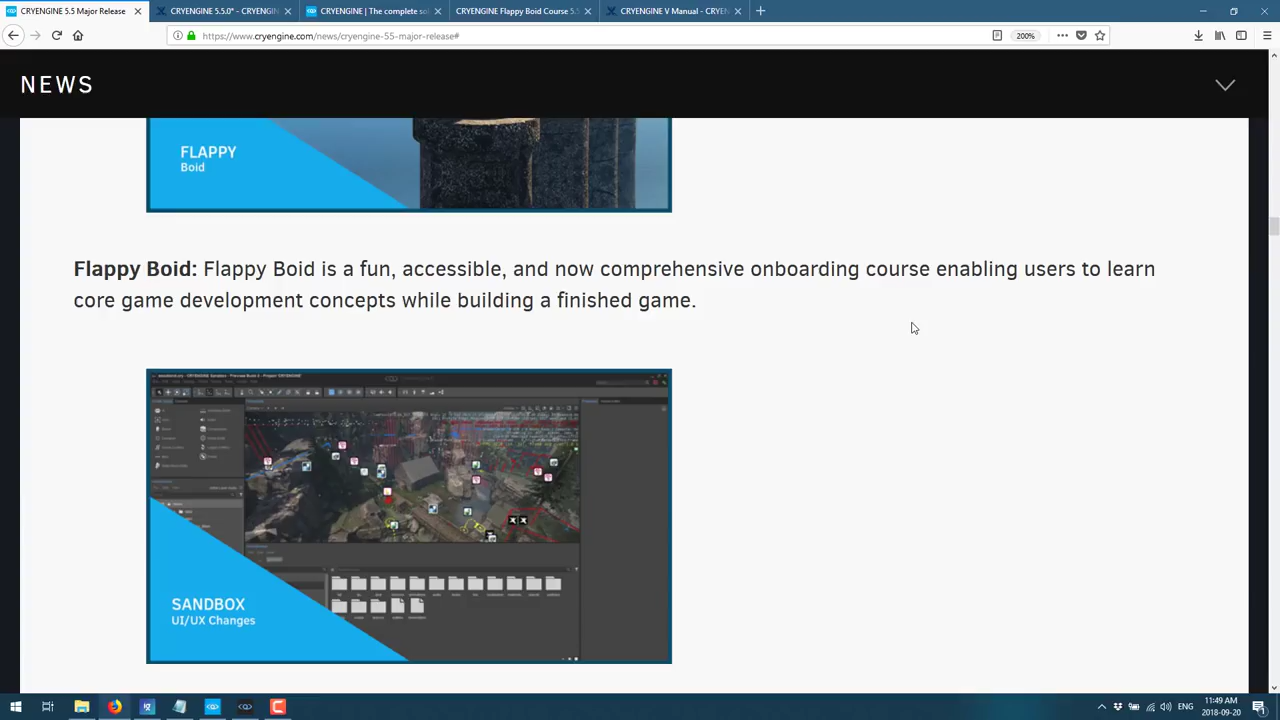 CRYENGINE 5.5 Major Release
CRYENGINE 5.5.0* - CRYENGIN
CRYENGINE | The complete so
CRYENGINE Flappy Boid Course 5.5
CRYENGINE V Manual - CRYEN
https://www.cryengine.com/news/cryengine-55-major-release#
200%
NEWS
FLAPPY
Boid
Flappy Boid: Flappy Boid is a fun, accessible, and now comprehensive onboarding course enabling users to learn
core game development concepts while building a finished game.
SANDBOX
UI/UX Changes
ENG
11:49 AM
2018-09-20